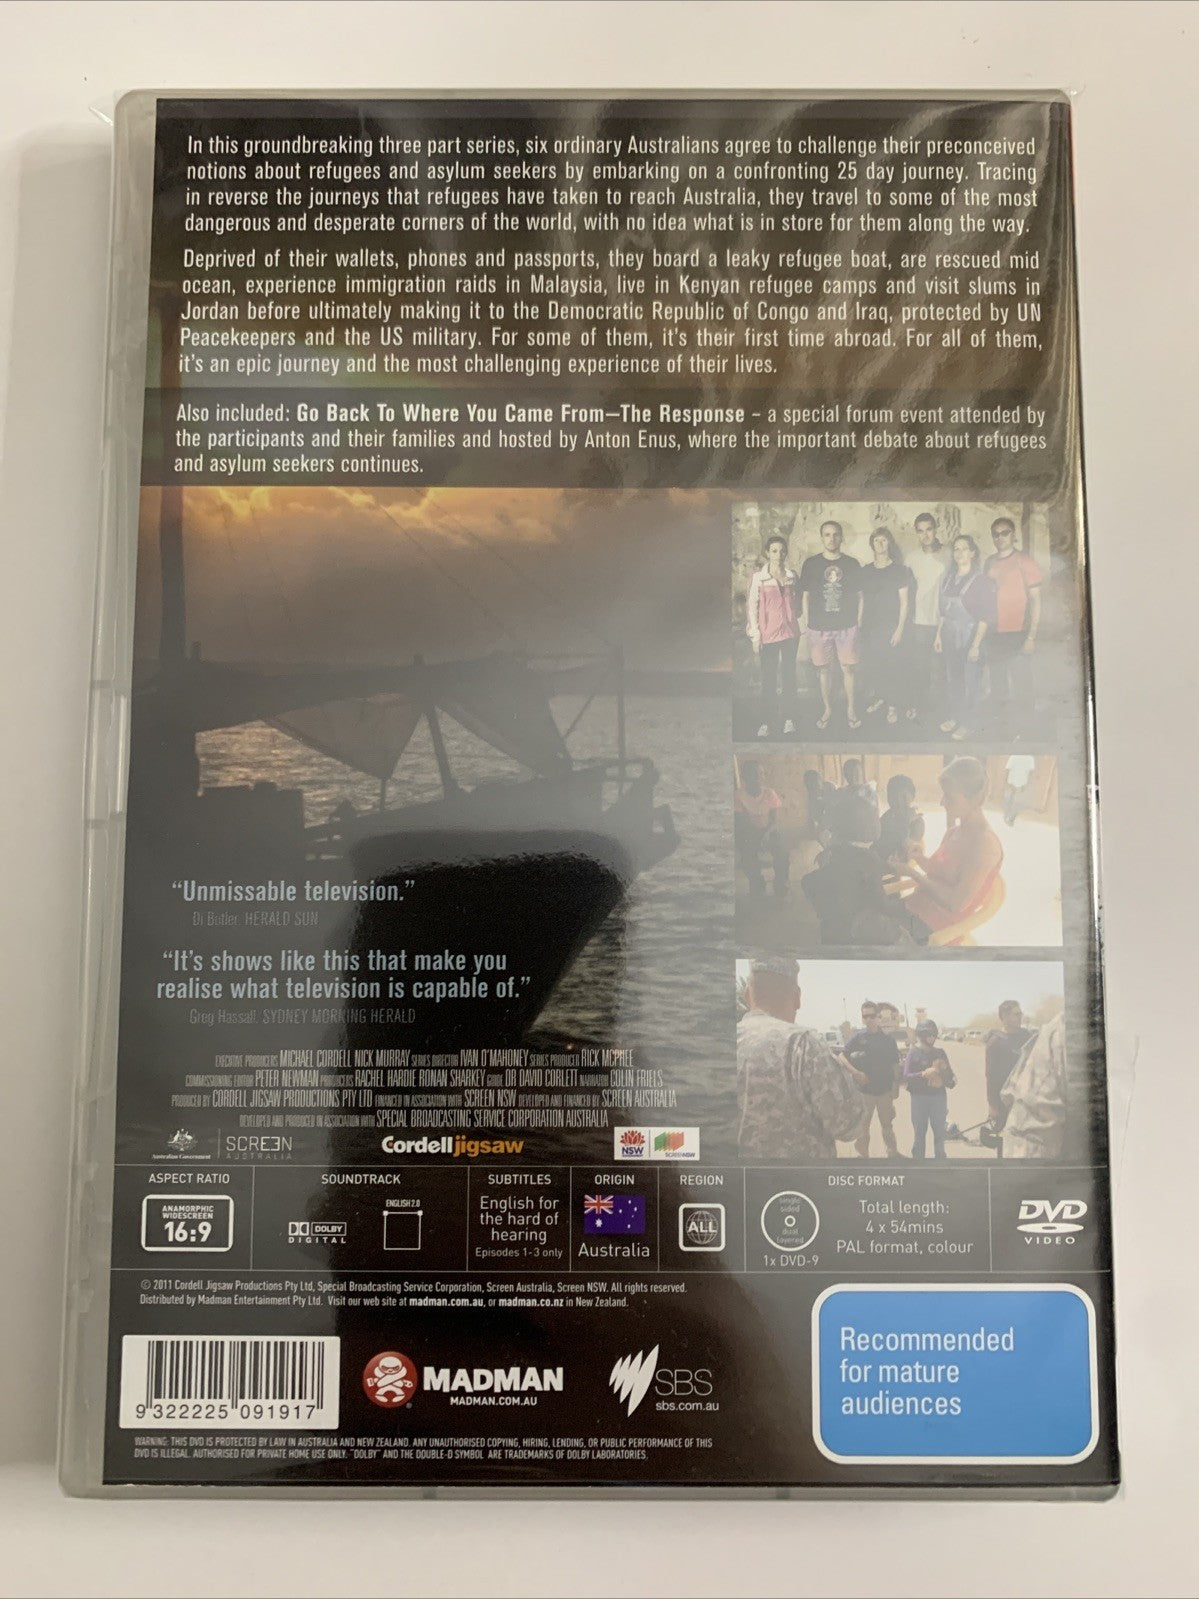 In this groundbreaking three part series, six ordinary Australians agree to challenge their preconceived
notions about refugees and asylum seekers by embarking on a confronting 25 day journey. Tracing
in reverse the journeys that refugees have taken to reach Australia, they travel to some of the most
dangerous and desperate corners of the world, with no idea what is in store for them along the way.
Deprived of their wallets, phones and passports, they board a leaky refugee boat, are rescued mid
ocean, experience immigration raids in Malaysia, live in Kenyan refugee camps and visit slums in
Jordan before ultimately making it to the Democratic Republic of Congo and Iraq, protected by UN
Peacekeepers and the US military. For some of them, it's their first time abroad. For all of them,
it's an epic journey and the most challenging experience of their lives.
Also included: Go Back To Where You Came From—The Response – a special forum event attended by
the participants and their families and hosted by Anton Enus, where the important debate about refugees
and asylum seekers continues.
"Unmissable television."
Di Butler HERALD SUN
"It's shows like this that make you
realise what television is capable of."
Greg Hassall SYDNEY MORNING HERALD
EXECUTIVE PRODUCERS MICHAEL CORDELL NICK MURRAY SERIES DIRECTOR IVAN O'MAHONEY SERIES PRODUCER RICK MCPHEE
COMMISSIONING EDITOR PETER NEWMAN PRODUCERS RACHEL HARDIE RONAN SHARKEY GUIDE DR DAVID CORLETT NARRATOR COLIN FRIELS
PRODUCED BY CORDELL JIGSAW PRODUCTIONS PTY LTD FINANCED IN ASSOCIATION WITH SCREEN NSW DEVELOPED AND FINANCED BY SCREEN AUSTRALIA
DEVELOPED AND PRODUCED IN ASSOCIATION WITH SPECIAL BROADCASTING SERVICE CORPORATION AUSTRALIA
Australian Government
SCREEN
AUSTRALIA
Cordelljigsaw
NSW
SCREENNSW
ASPECT RATIO
ANAMORPHIC
WIDESCREEN
16:9
SOUNDTRACK
DOLBY
DIGITAL
ENGLISH 2.0
SUBTITLES
English for
the hard of
hearing
Episodes 1-3 only
ORIGIN
Australia
REGION
ALL
DISC FORMAT
single
sided
dual
layered
1x DVD-9
Total length:
4 x 54mins
PAL format, colour
DVD
VIDEO
© 2011 Cordell Jigsaw Productions Pty Ltd, Special Broadcasting Service Corporation, Screen Australia, Screen NSW. All rights reserved.
Distributed by Madman Entertainment Pty Ltd. Visit our web site at madman.com.au, or madman.co.nz in New Zealand.
9 322225 091917
MADMAN
MADMAN.COM.AU
SBS
sbs.com.au
Recommended
for mature
audiences
WARNING: THIS DVD IS PROTECTED BY LAW IN AUSTRALIA AND NEW ZEALAND. ANY UNAUTHORISED COPYING, HIRING, LENDING, OR PUBLIC PERFORMANCE OF THIS
DVD IS ILLEGAL. AUTHORISED FOR PRIVATE HOME USE ONLY. "DOLBY" AND THE DOUBLE-D SYMBOL ARE TRADEMARKS OF DOLBY LABORATORIES.